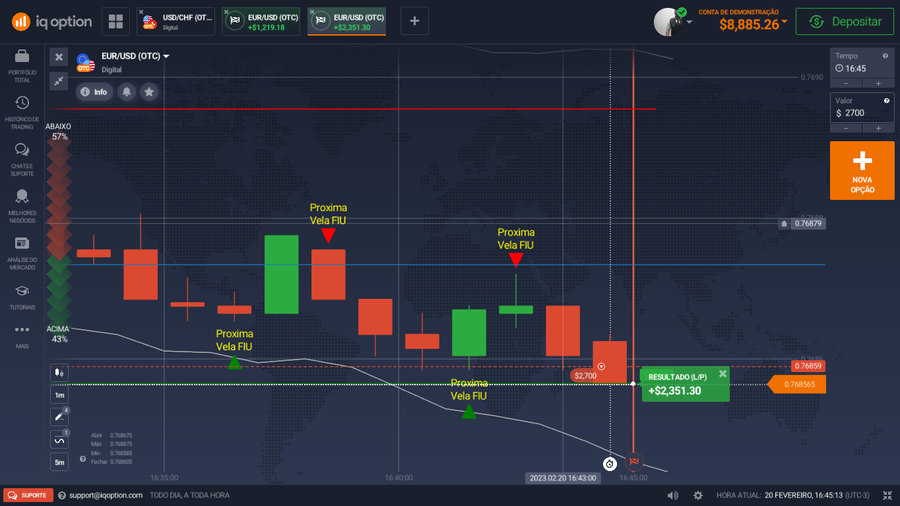 iq option
USD/CHF (OT...
Digital
EUR/USD (OTC)
+$1,219.18
EUR/USD (OTC)
+$2,351.30
CONTA DE DEMONSTRAÇÃO
$8,885.26
Depositar
PORTFÓLIO
TOTAL
HISTÓRICO DE
TRADING
CHATS E
SUPORTE
MELHORES
NEGÓCIOS
ANÁLISE DO
MERCADO
TUTORIAIS
MAIS
OTC
EUR/USD (OTC)
Digital
Info
ABAIXO
57%
ACIMA
43%
Proxima
Vela FIU
Proxima
Vela FIU
Proxima
Vela FIU
Proxima
Vela FIU
0.7690
0.76879
0.7686
0.76859
0.768565
$2,700
RESULTADO (L/P)
+$2,351.30
Tempo
16:45
Valor
$ 2700
NOVA
OPÇÃO
1m
4
1
5m
Abrir 0.768675
Máx 0.768675
Mín 0.768585
Fechar 0.768605
16:35:00
16:40:00
2023.02.20 16:43:00
16:45:00
SUPORTE
support@iqoption.com
TODO DIA, A TODA HORA
HORA ATUAL: 20 FEVEREIRO, 16:45:13 (UTC-3)